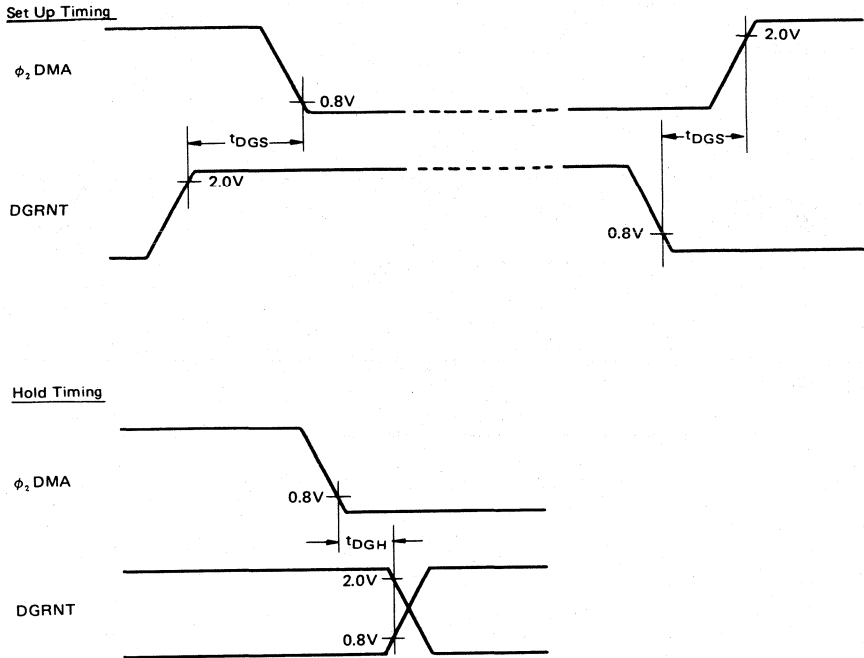 Set Up Timing
φ₂ DMA
2.0V
0.8V
tDGS
tDGS
2.0V
DGRNT
0.8V
Hold Timing
φ₂ DMA
0.8V
tDGH
2.0V
DGRNT
0.8V